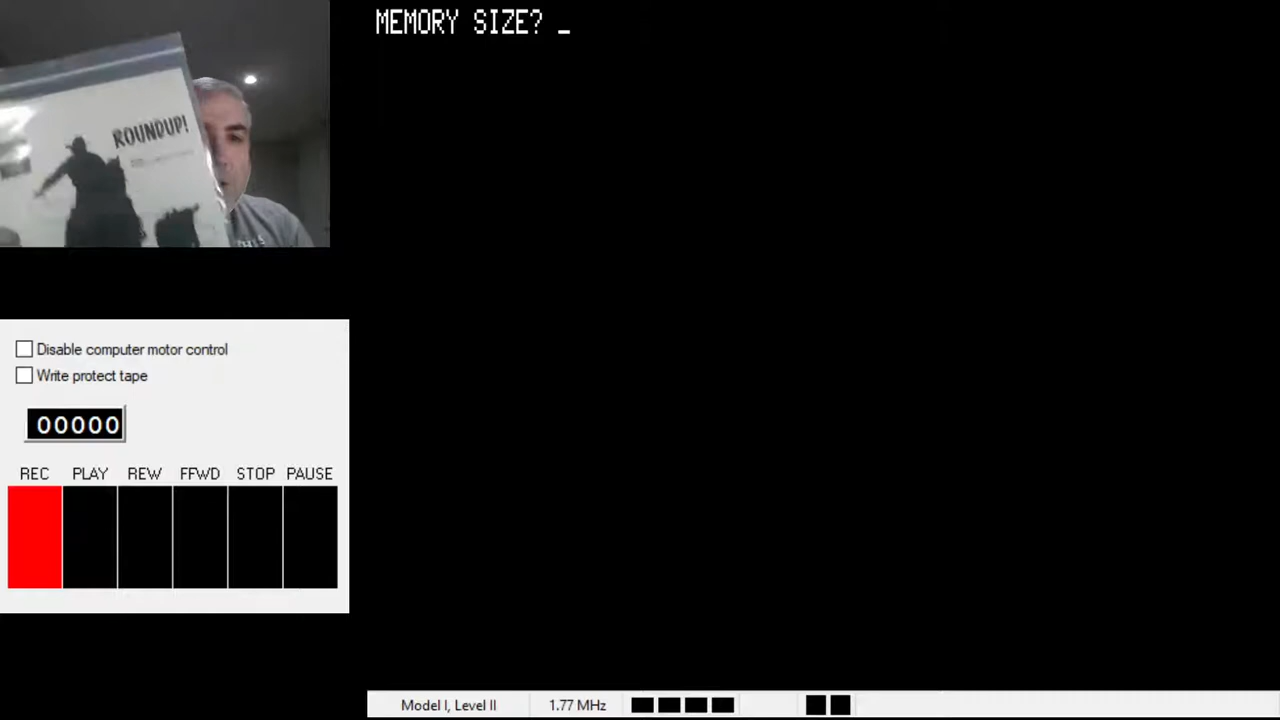 MEMORY SIZE? _
ROUNDUP!
Disable computer motor control
Write protect tape
00000
REC PLAY REW FFWD STOP PAUSE
Model I, Level II 1.77 MHz